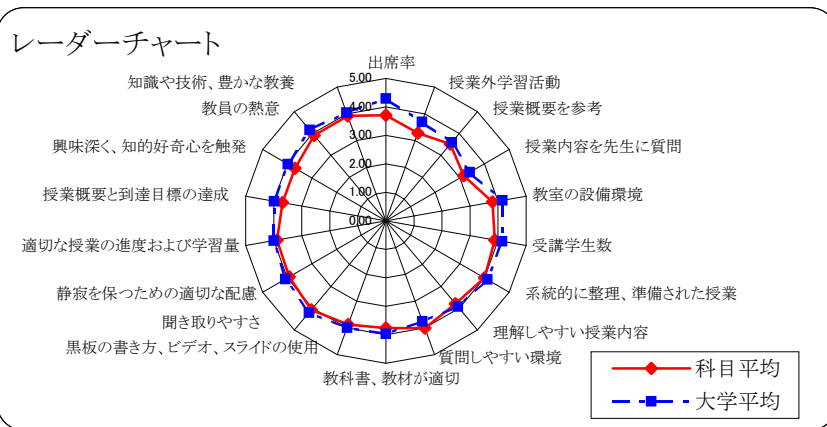 レーダーチャート
出席率
授業外学習活動
授業概要を参考
授業内容を先生に質問
教室の設備環境
受講学生数
系統的に整理、準備された授業
理解しやすい授業内容
質問しやすい環境
教科書、教材が適切
黒板の書き方、ビデオ、スライドの使用
聞き取りやすさ
静寂を保つための適切な配慮
適切な授業の進度および学習量
授業概要と到達目標の達成
興味深く、知的好奇心を触発
教員の熱意
知識や技術、豊かな教養
5.00
4.00
3.00
2.00
1.00
0.00
科目平均
大学平均